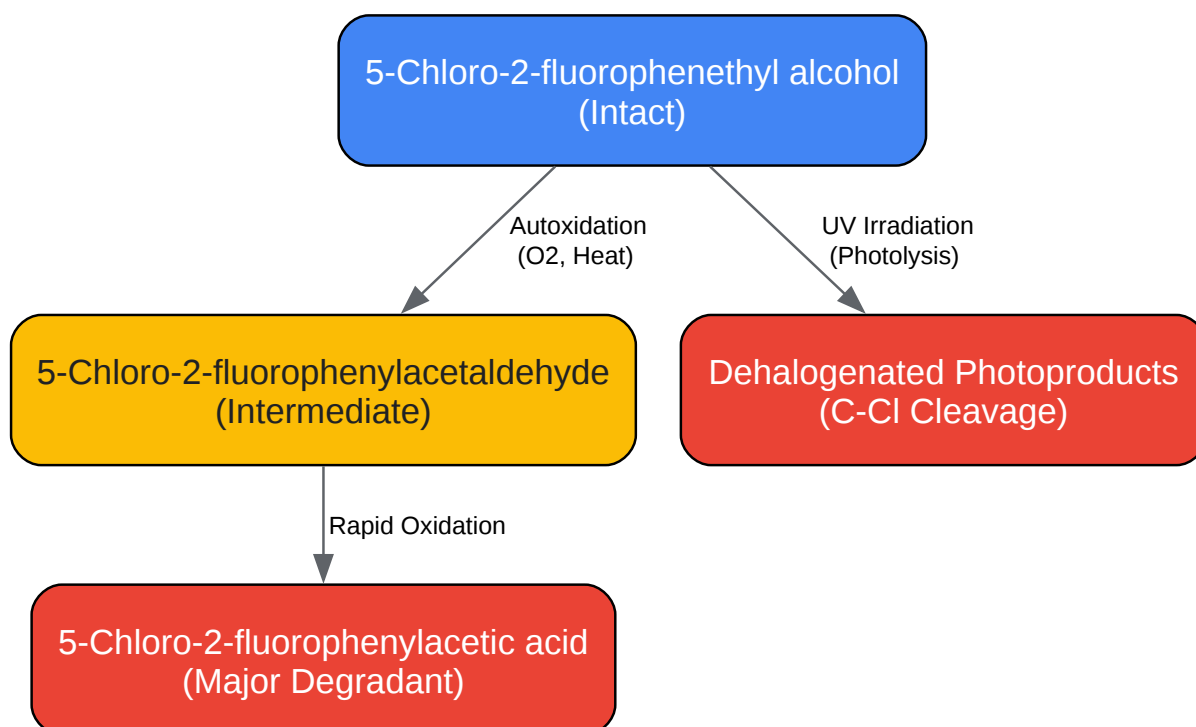 5-Chloro-2-fluorophenethyl alcohol
(Intact)
Autoxidation
(O2, Heat)
UV Irradiation
(Photolysis)
5-Chloro-2-fluorophenylacetaldehyde
(Intermediate)
Dehalogenated Photoproducts
(C-Cl Cleavage)
Rapid Oxidation
5-Chloro-2-fluorophenylacetic acid
(Major Degradant)